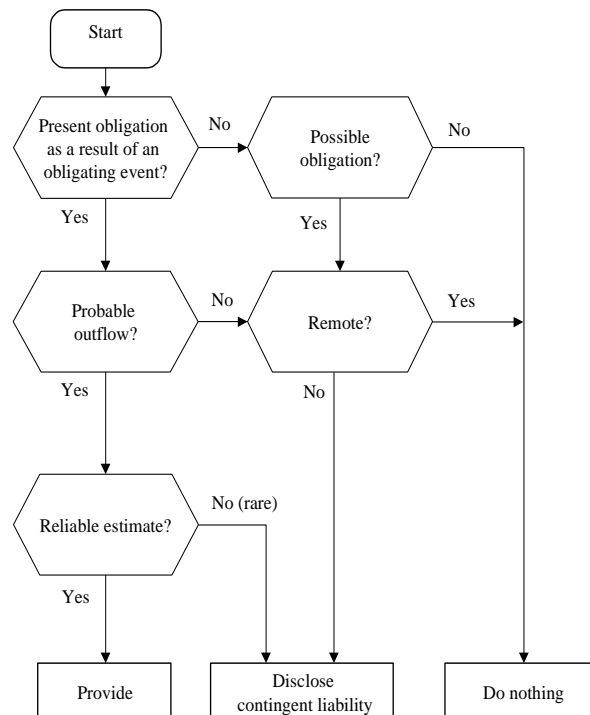 Start
Present obligation
as a result of an
obligating event?
No
Possible
obligation?
No
Yes
Yes
Probable
outflow?
No
Remote?
Yes
Yes
No
Reliable estimate?
No (rare)
Yes
Provide
Disclose
contingent liability
Do nothing